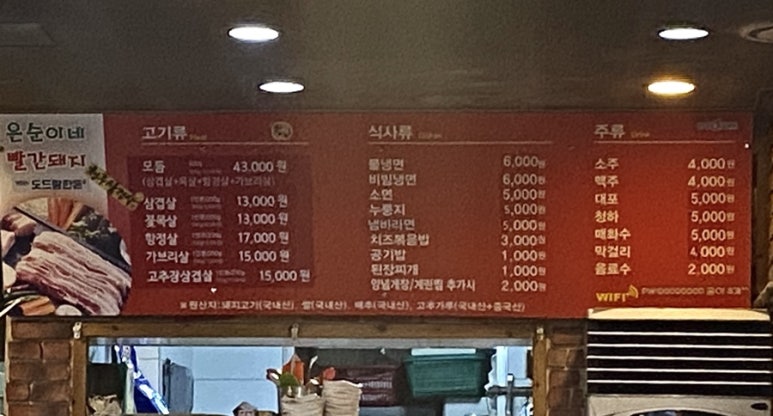 은순이네
빨간돼지
도드람한돈
고기류
모듬 43,000원
(삼겹살+목살+항정살+가브리살)
삼겹살 13,000원
꽃목살 13,000원
항정살 17,000원
가브리살 15,000원
고추장삼겹살 15,000원
식사류
물냉면 6,000원
비빔냉면 6,000원
소면 5,000원
누룽지
냄비라면 5,000원
치즈볶음밥 3,000원
공기밥 1,000원
된장찌개 1,000원
양념게장/계란찜 추가시 2,000원
※원산지:돼지고기(국내산), 쌀(국내산), 배추(국내산), 고추가루(국내산+중국산)
주류
소주 4,000원
맥주 4,000원
대포 5,000원
청하 5,000원
매화수 5,000원
막걸리 4,000원
음료수 2,000원
WIFI